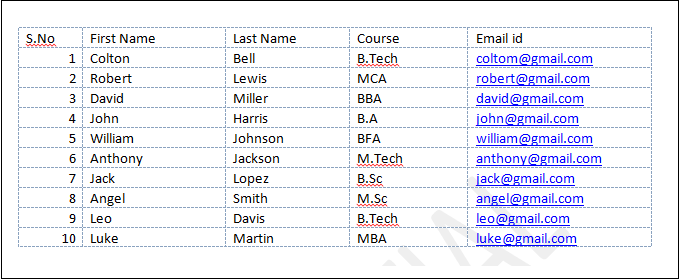 S.No First Name Last Name Course Email id
1 Colton Bell B.Tech coltom@gmail.com
2 Robert Lewis MCA robert@gmail.com
3 David Miller BBA david@gmail.com
4 John Harris B.A john@gmail.com
5 William Johnson BFA william@gmail.com
6 Anthony Jackson M.Tech anthony@gmail.com
7 Jack Lopez B.Sc jack@gmail.com
8 Angel Smith M.Sc angel@gmail.com
9 Leo Davis B.Tech leo@gmail.com
10 Luke Martin MBA luke@gmail.com